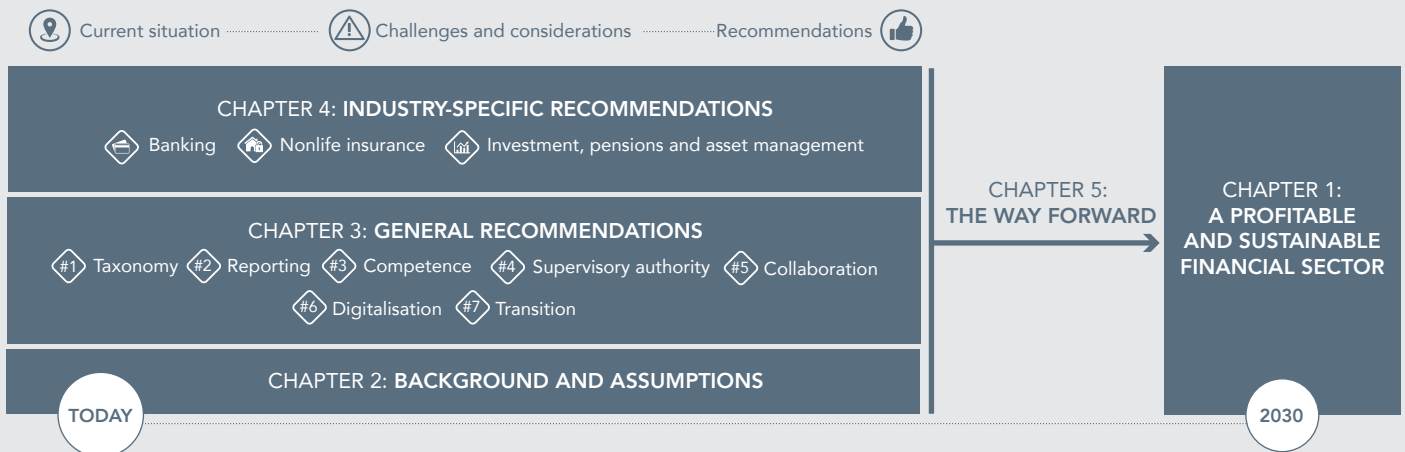 Current situation
Challenges and considerations
Recommendations
CHAPTER 4: INDUSTRY-SPECIFIC RECOMMENDATIONS
Banking
Nonlife insurance
Investment, pensions and asset management
CHAPTER 3: GENERAL RECOMMENDATIONS
#1 Taxonomy #2 Reporting #3 Competence #4 Supervisory authority #5 Collaboration
#6 Digitalisation #7 Transition
CHAPTER 2: BACKGROUND AND ASSUMPTIONS
TODAY
CHAPTER 5:
THE WAY FORWARD
CHAPTER 1:
A PROFITABLE
AND SUSTAINABLE
FINANCIAL SECTOR
2030